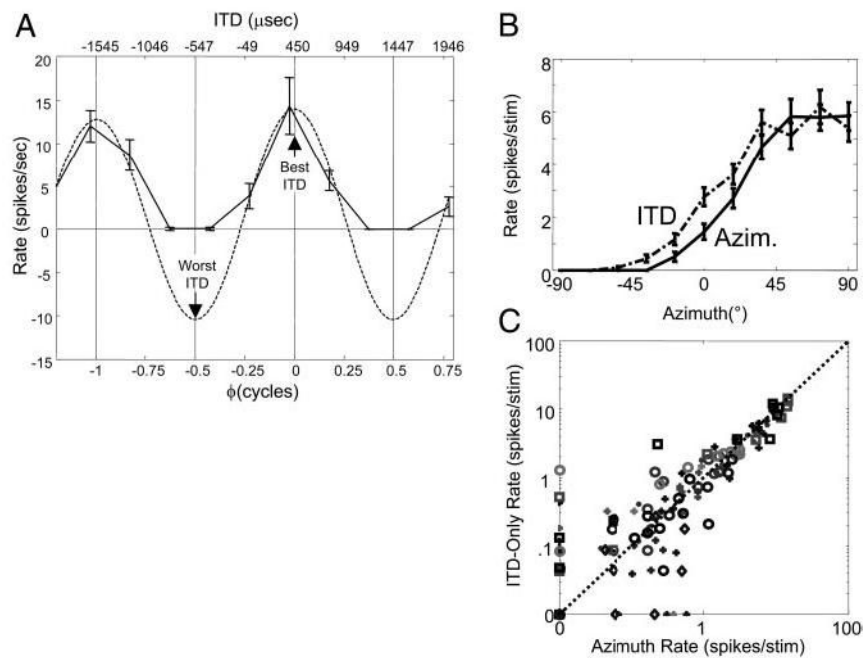 A
ITD (μsec)
-1545 -1046 -547 -49 450 949 1447 1946
20
15
10
5
0
-5
-10
-15
Rate (spikes/sec)
Best
ITD
Worst
ITD
-1 -0.75 -0.5 -0.25 0 0.25 0.5 0.75
ϕ(cycles)
B
8
6
4
2
0
Rate (spikes/stim)
ITD
Azim.
-90 -45 0 45 90
Azimuth(°)
C
100
10
1
.1
0
ITD-Only Rate (spikes/stim)
0 1 100
Azimuth Rate (spikes/stim)